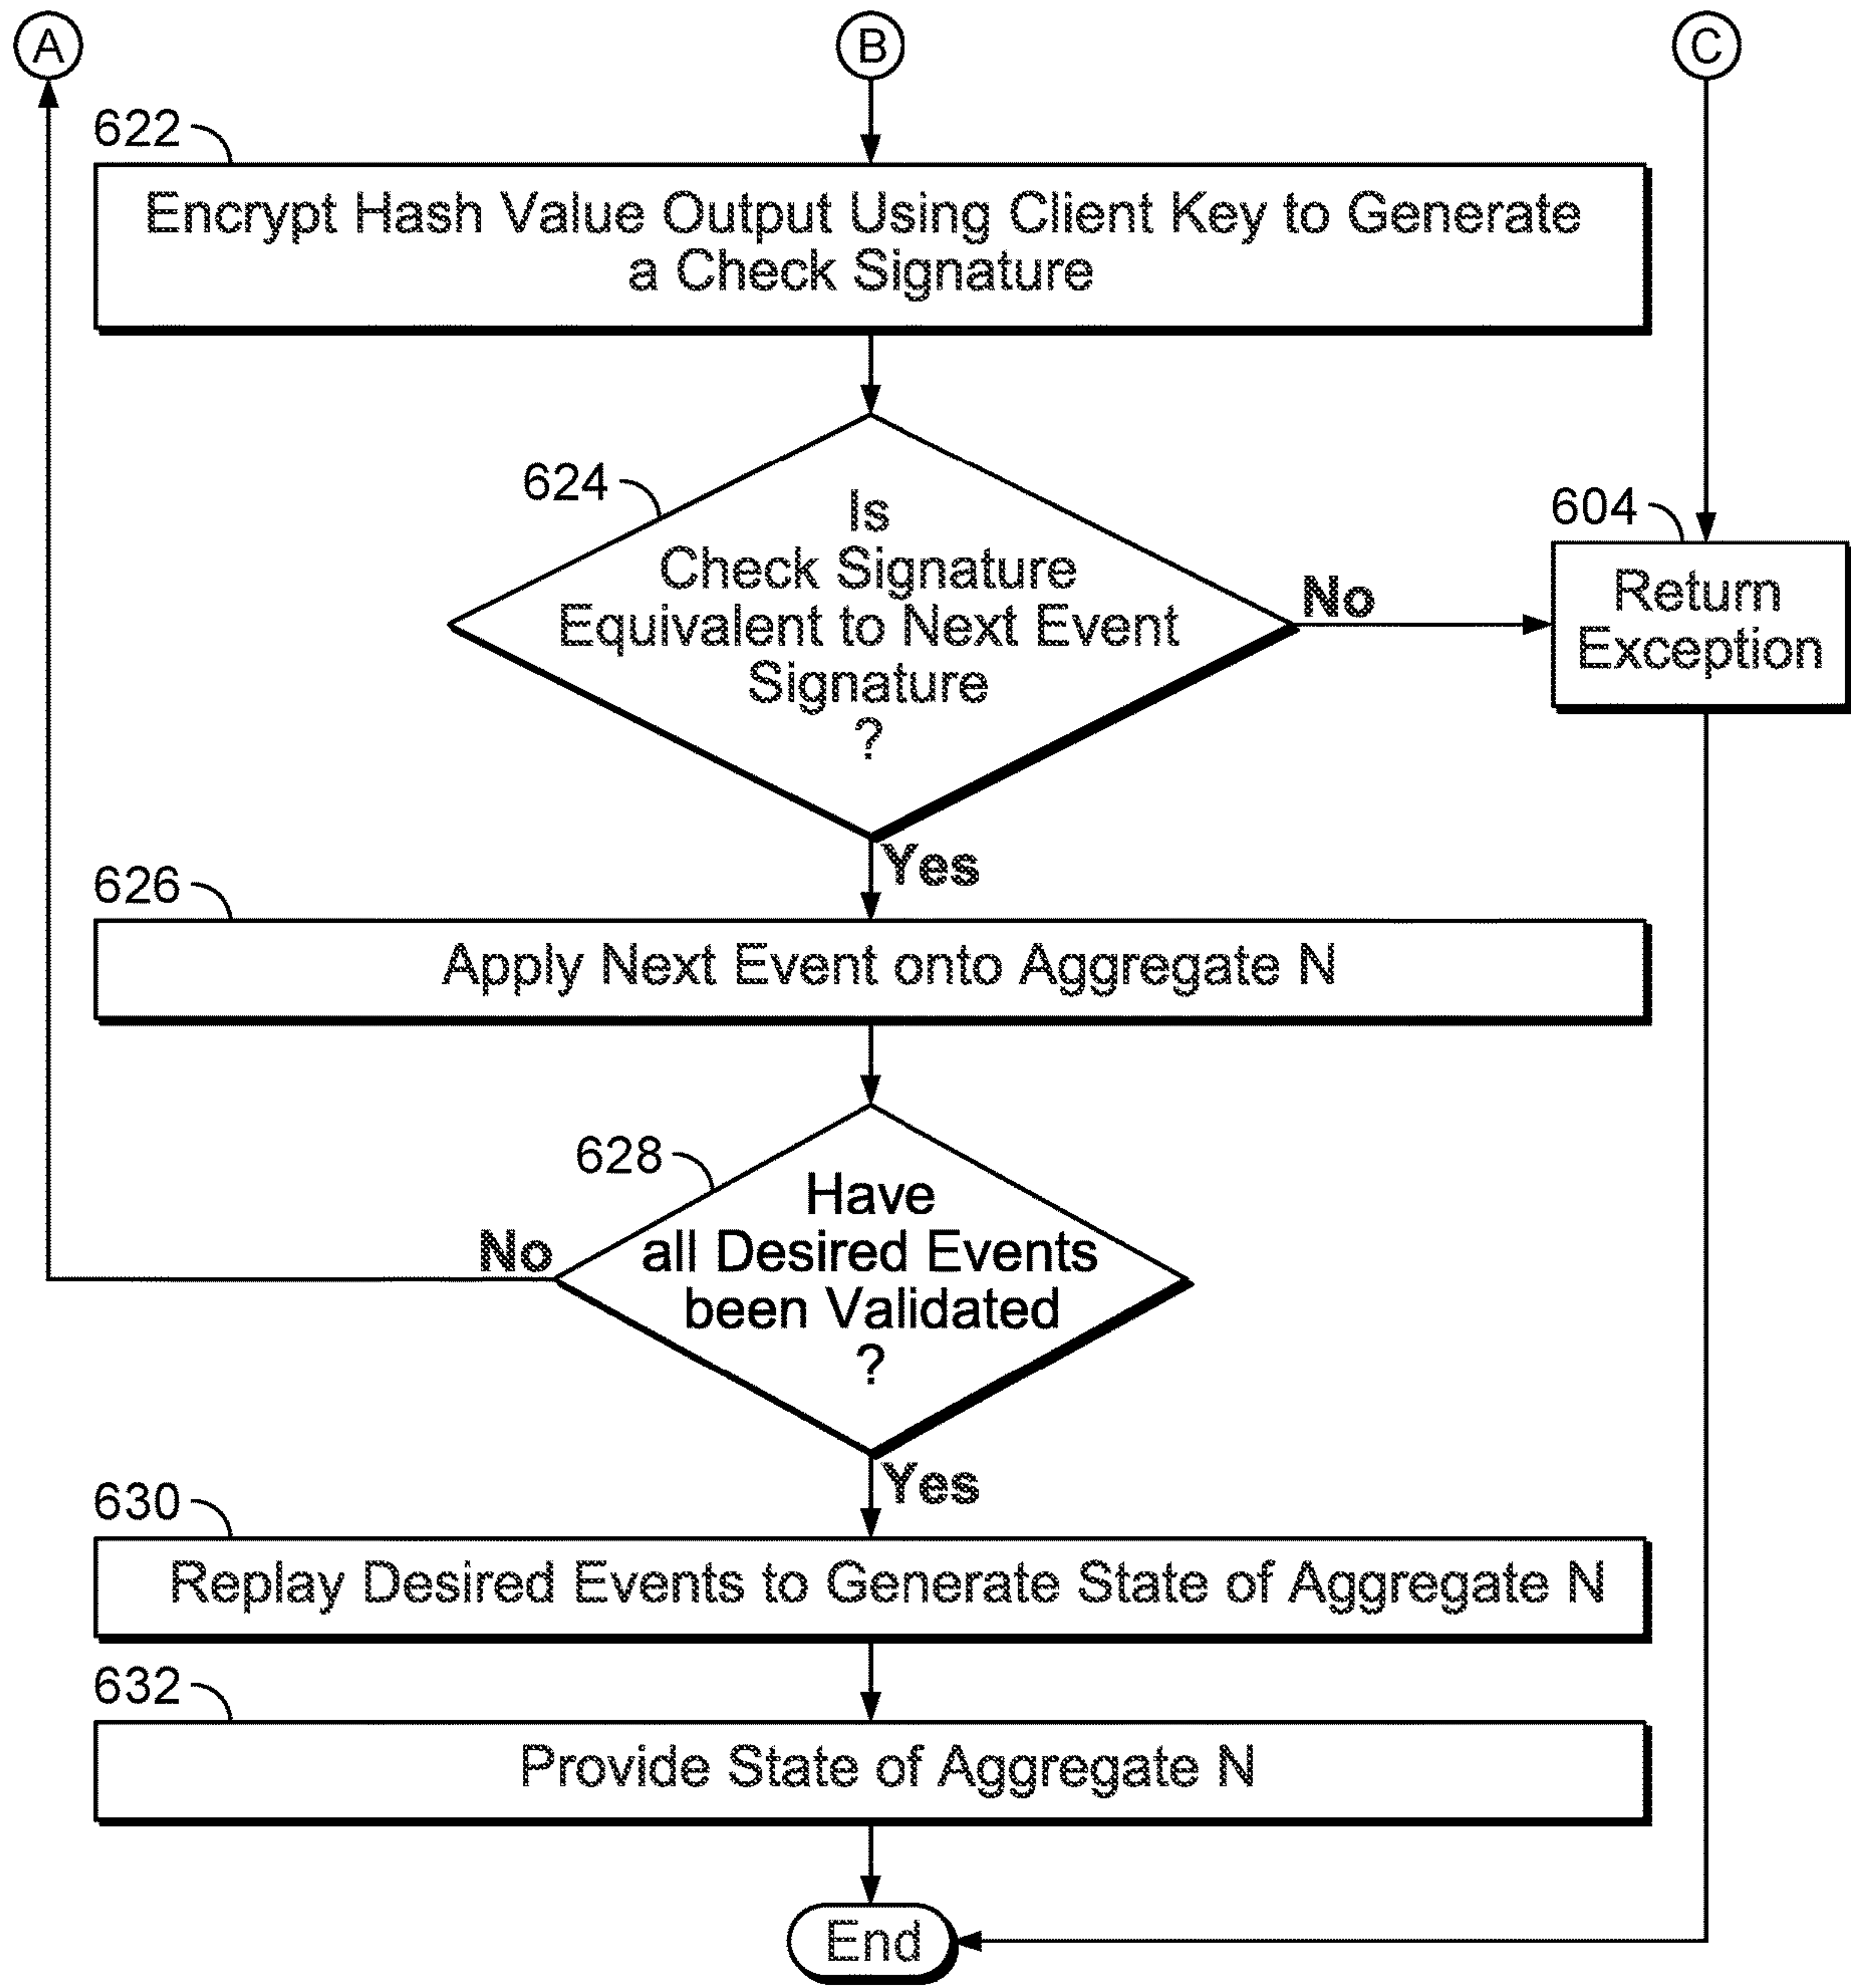 A
B
C
622
Encrypt Hash Value Output Using Client Key to Generate
a Check Signature
624
Is
Check Signature
Equivalent to Next Event
Signature
?
No
604
Return
Exception
Yes
626
Apply Next Event onto Aggregate N
628
Have
all Desired Events
been Validated
?
No
Yes
630
Replay Desired Events to Generate State of Aggregate N
632
Provide State of Aggregate N
End